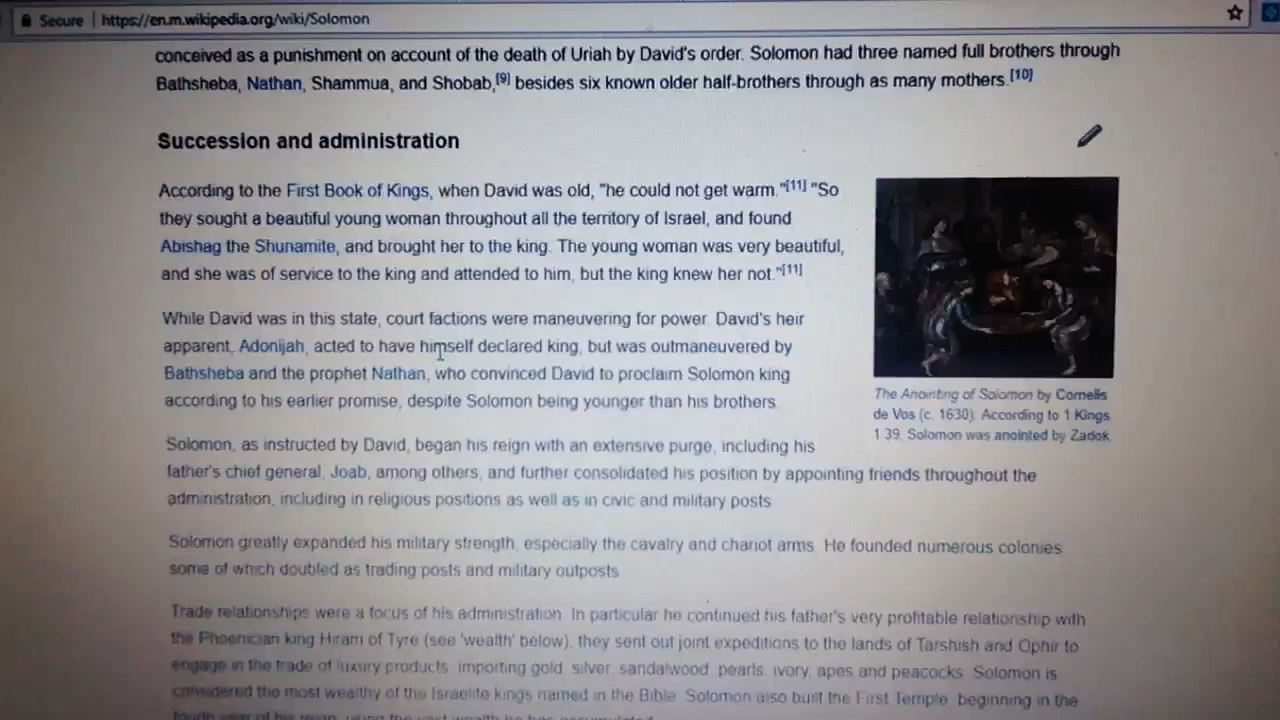 Secure | https://en.m.wikipedia.org/wiki/Solomon
conceived as a punishment on account of the death of Uriah by David's order. Solomon had three named full brothers through
Bathsheba, Nathan, Shammua, and Shobab,[9] besides six known older half-brothers through as many mothers.[10]
Succession and administration
According to the First Book of Kings, when David was old, "he could not get warm."[11] "So
they sought a beautiful young woman throughout all the territory of Israel, and found
Abishag the Shunamite, and brought her to the king. The young woman was very beautiful,
and she was of service to the king and attended to him, but the king knew her not."[11]
While David was in this state, court factions were maneuvering for power. David's heir
apparent, Adonijah, acted to have himself declared king, but was outmaneuvered by
Bathsheba and the prophet Nathan, who convinced David to proclaim Solomon king
according to his earlier promise, despite Solomon being younger than his brothers.
The Anointing of Solomon by Cornelis
de Vos (c. 1630). According to 1 Kings
1 39, Solomon was anointed by Zadok.
Solomon, as instructed by David, began his reign with an extensive purge, including his
father's chief general, Joab, among others, and further consolidated his position by appointing friends throughout the
administration, including in religious positions as well as in civic and military posts.
Solomon greatly expanded his military strength, especially the cavalry and chariot arms. He founded numerous colonies,
some of which doubled as trading posts and military outposts.
Trade relationships were a focus of his administration. In particular he continued his father's very profitable relationship with
the Phoenician king Hiram of Tyre (see 'wealth' below); they sent out joint expeditions to the lands of Tarshish and Ophir to
engage in the trade of luxury products, importing gold, silver, sandalwood, pearls, ivory, apes and peacocks. Solomon is
considered the most wealthy of the Israelite kings named in the Bible. Solomon also built the First Temple, beginning in the